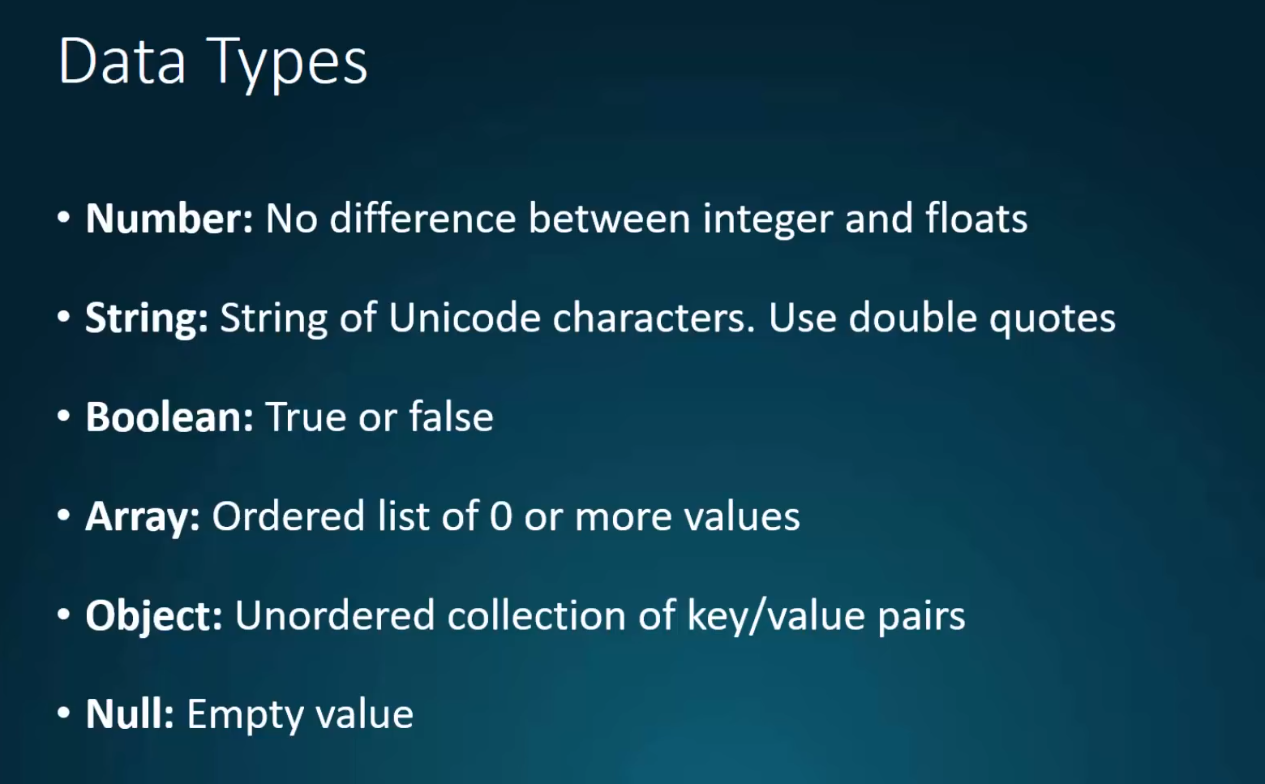 Data Types
• Number: No difference between integer and floats
• String: String of Unicode characters. Use double quotes
• Boolean: True or false
• Array: Ordered list of 0 or more values
• Object: Unordered collection of key/value pairs
• Null: Empty value